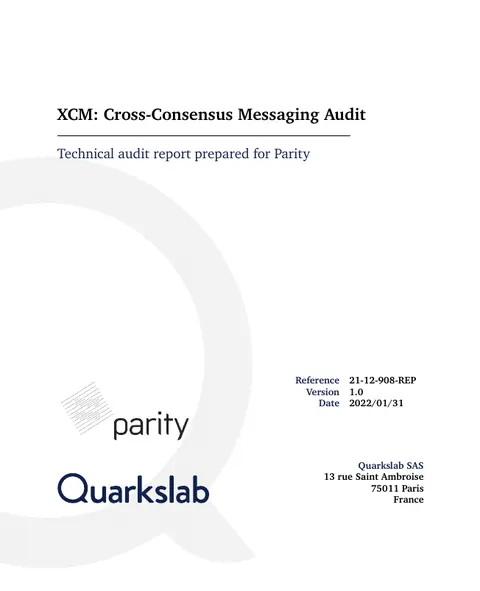 XCM: Cross-Consensus Messaging Audit
Technical audit report prepared for Parity
Reference 21-12-908-REP
Version 1.0
Date 2022/01/31
parity
Quarkslab
Quarkslab SAS
13 rue Saint Ambroise
75011 Paris
France